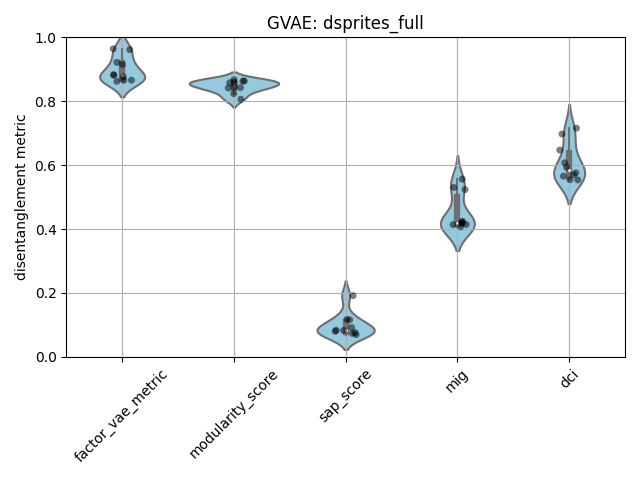 GVAE: dsprites_full
disentanglement metric
1.0
0.8
0.6
0.4
0.2
0.0
factor_vae_metric
modularity_score
sap_score
mig
dci